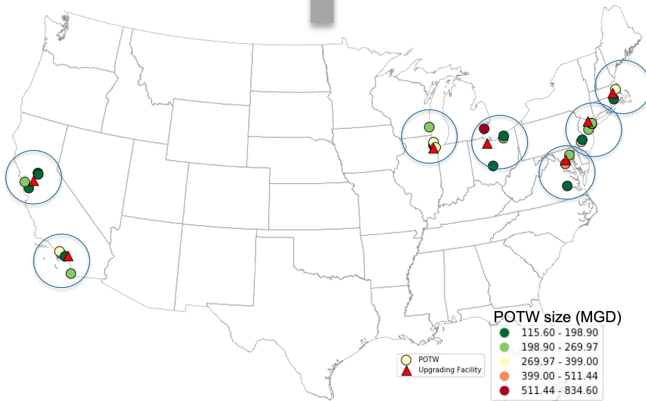 POTW size (MGD)
115.60 - 198.90
198.90 - 269.97
269.97 - 399.00
399.00 - 511.44
511.44 - 834.60
POTW
Upgrading Facility